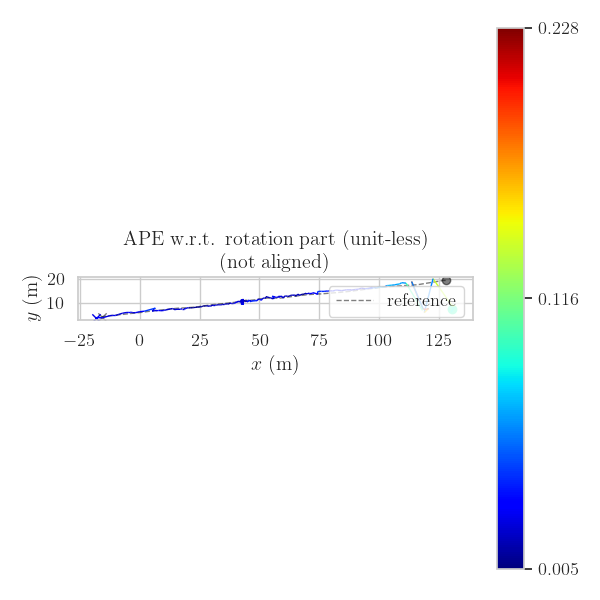 APE w.r.t. rotation part (unit-less)
(not aligned)
20
10
y (m)
reference
−25
0
25
50
75
100
125
x (m)
0.228
0.116
0.005